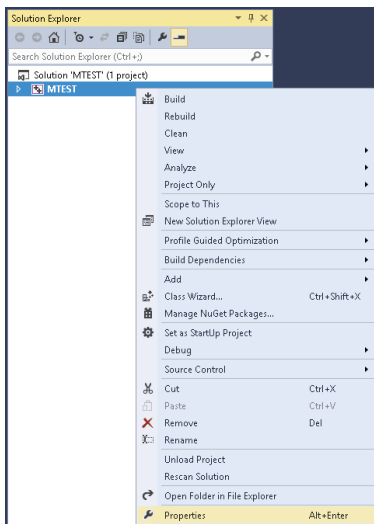 Solution Explorer
Search Solution Explorer (Ctrl+;)
Solution 'MTEST' (1 project)
MTEST
Build
Rebuild
Clean
View
Analyze
Project Only
Scope to This
New Solution Explorer View
Profile Guided Optimization
Build Dependencies
Add
Class Wizard... Ctrl+Shift+X
Manage NuGet Packages...
Set as StartUp Project
Debug
Source Control
Cut Ctrl+X
Paste Ctrl+V
Remove Del
Rename
Unload Project
Rescan Solution
Open Folder in File Explorer
Properties Alt+Enter